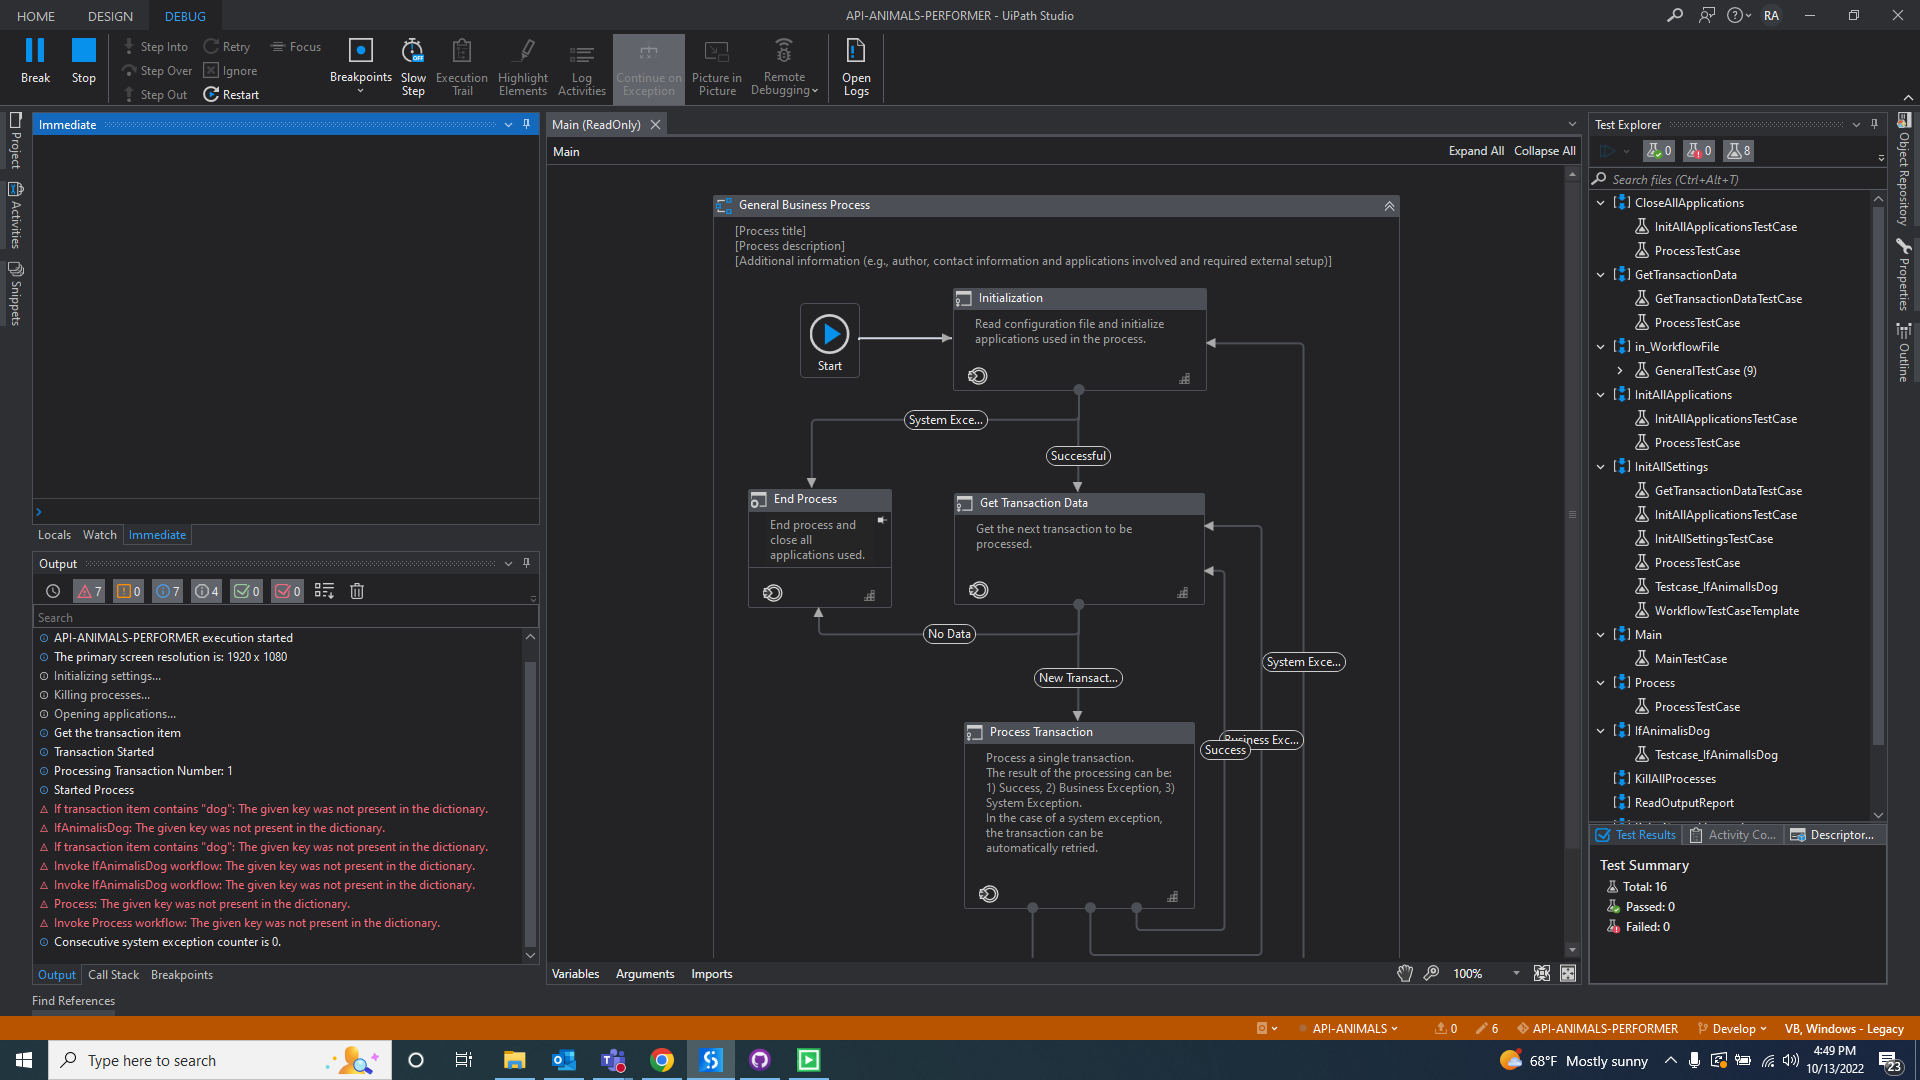 HOME DESIGN DEBUG
API-ANIMALS-PERFORMER - UiPath Studio
RA
Break
Stop
Step Into
Step Over
Step Out
Retry
Ignore
Restart
Focus
Breakpoints
Slow
Step
Execution
Trail
Highlight
Elements
Log
Activities
Continue on
Exception
Picture in
Picture
Remote
Debugging
Open
Logs
Project
Activities
Snippets
Immediate
Locals Watch Immediate
Output
7 0 7 4 0 0
Search
API-ANIMALS-PERFORMER execution started
The primary screen resolution is: 1920 x 1080
Initializing settings...
Killing processes...
Opening applications...
Get the transaction item
Transaction Started
Processing Transaction Number: 1
Started Process
If transaction item contains "dog": The given key was not present in the dictionary.
IfAnimalisDog: The given key was not present in the dictionary.
If transaction item contains "dog": The given key was not present in the dictionary.
Invoke IfAnimalisDog workflow: The given key was not present in the dictionary.
Invoke IfAnimalisDog workflow: The given key was not present in the dictionary.
Process: The given key was not present in the dictionary.
Invoke Process workflow: The given key was not present in the dictionary.
Consecutive system exception counter is 0.
Output Call Stack Breakpoints
Find References
Main (ReadOnly)
Main
Expand All Collapse All
General Business Process
[Process title]
[Process description]
[Additional information (e.g., author, contact information and applications involved and required external setup)]
Start
Initialization
Read configuration file and initialize
applications used in the process.
System Exce...
Successful
End Process
End process and
close all
applications used.
Get Transaction Data
Get the next transaction to be
processed.
No Data
New Transact...
System Exce...
Business Exc...
Success
Process Transaction
Process a single transaction.
The result of the processing can be:
1) Success, 2) Business Exception, 3)
System Exception.
In the case of a system exception,
the transaction can be
automatically retried.
Variables Arguments Imports
100%
Test Explorer
0 0 8
Search files (Ctrl+Alt+T)
CloseAllApplications
InitAllApplicationsTestCase
ProcessTestCase
GetTransactionData
GetTransactionDataTestCase
ProcessTestCase
in_WorkflowFile
GeneralTestCase (9)
InitAllApplications
InitAllApplicationsTestCase
ProcessTestCase
InitAllSettings
GetTransactionDataTestCase
InitAllApplicationsTestCase
InitAllSettingsTestCase
ProcessTestCase
Testcase_IfAnimalIsDog
WorkflowTestCaseTemplate
Main
MainTestCase
Process
ProcessTestCase
IfAnimalisDog
Testcase_IfAnimalIsDog
KillAllProcesses
ReadOutputReport
Test Results Activity Co... Descriptor...
Test Summary
Total: 16
Passed: 0
Failed: 0
Object Repository
Properties
Outline
API-ANIMALS 0 6 API-ANIMALS-PERFORMER Develop VB, Windows - Legacy
Type here to search
68°F Mostly sunny
4:49 PM
10/13/2022
23